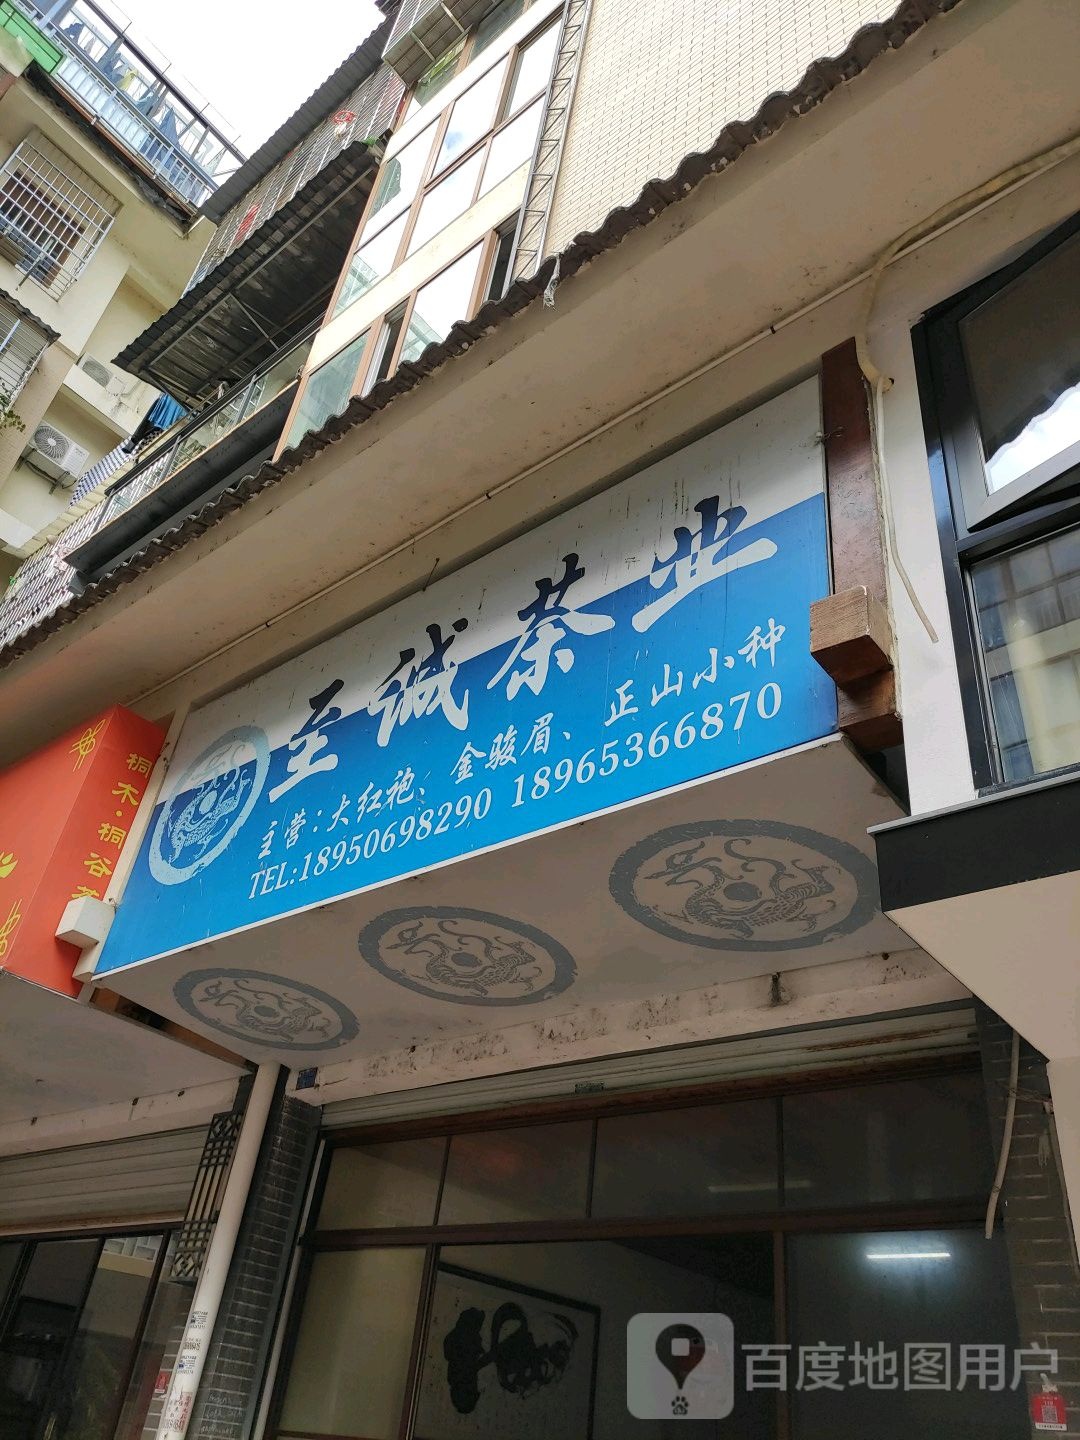 至诚茶业
主营：大红袍、金骏眉、正山小种
TEL:18950698290 18965366870
桐木·桐谷茶
百度地图用户